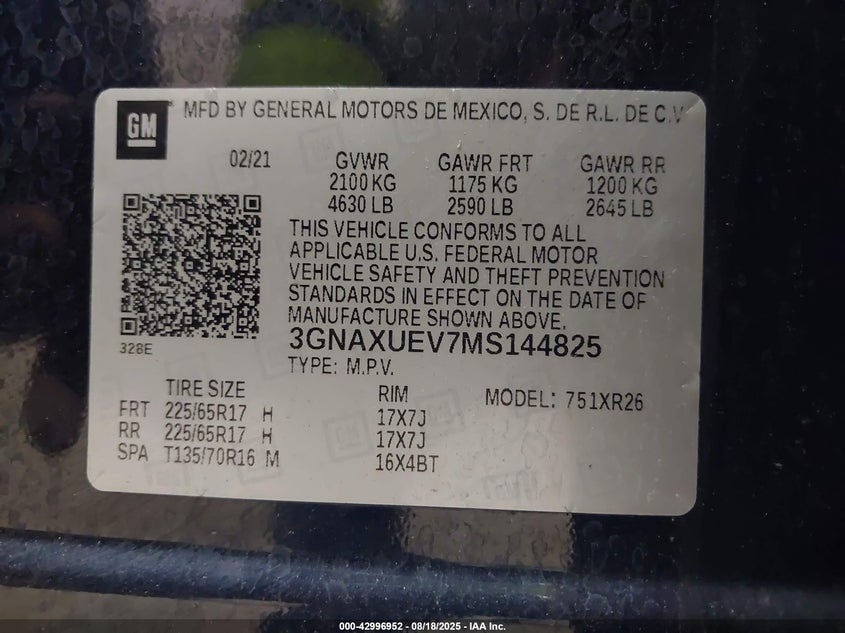 GM
MFD BY GENERAL MOTORS DE MEXICO, S. DE R.L. DE C.V
02/21
GVWR GAWR FRT GAWR RR
2100 KG 1175 KG 1200 KG
4630 LB 2590 LB 2645 LB
THIS VEHICLE CONFORMS TO ALL
APPLICABLE U.S. FEDERAL MOTOR
VEHICLE SAFETY AND THEFT PREVENTION
STANDARDS IN EFFECT ON THE DATE OF
MANUFACTURE SHOWN ABOVE.
328E
3GNAXUEV7MS144825
TYPE: M.P.V.
TIRE SIZE RIM MODEL: 751XR26
FRT 225/65R17 H 17X7J
RR 225/65R17 H 17X7J
SPA T135/70R16 M 16X4BT
000-42996952 - 08/18/2025 - IAA Inc.